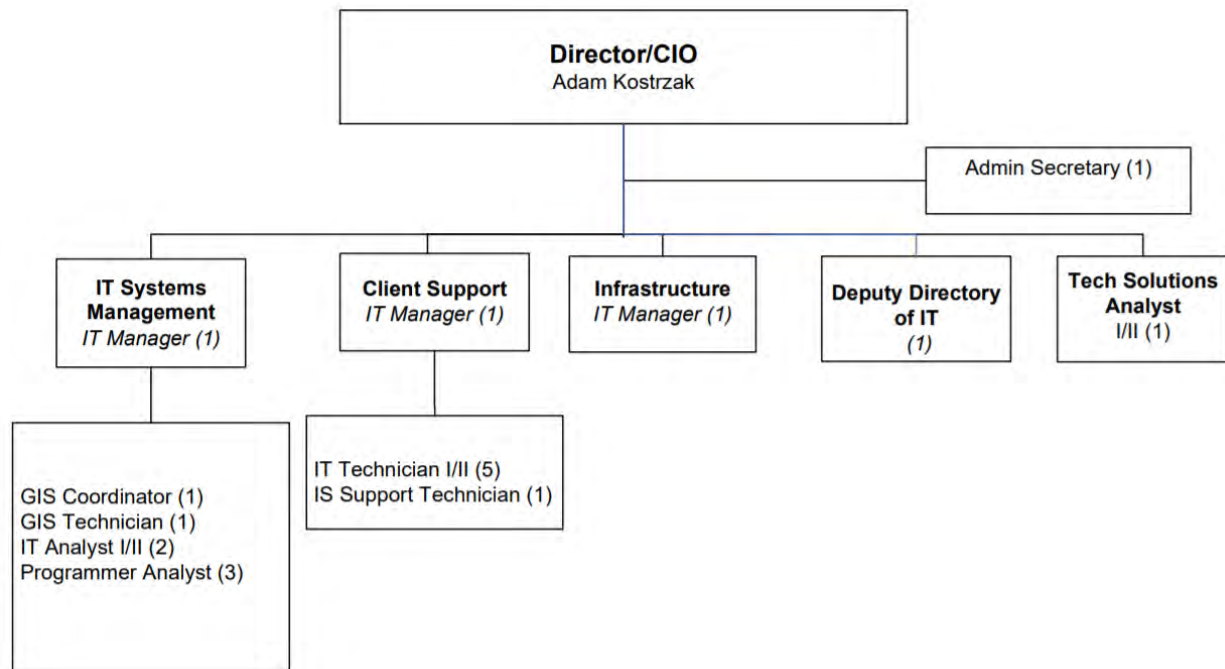 Director/CIO
Adam Kostrzak
Admin Secretary (1)
IT Systems
Management
IT Manager (1)
Client Support
IT Manager (1)
Infrastructure
IT Manager (1)
Deputy Directory
of IT
(1)
Tech Solutions
Analyst
I/II (1)
GIS Coordinator (1)
GIS Technician (1)
IT Analyst I/II (2)
Programmer Analyst (3)
IT Technician I/II (5)
IS Support Technician (1)